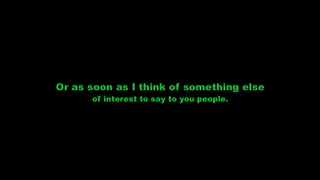 Or as soon as I think of something else
of interest to say to you people.